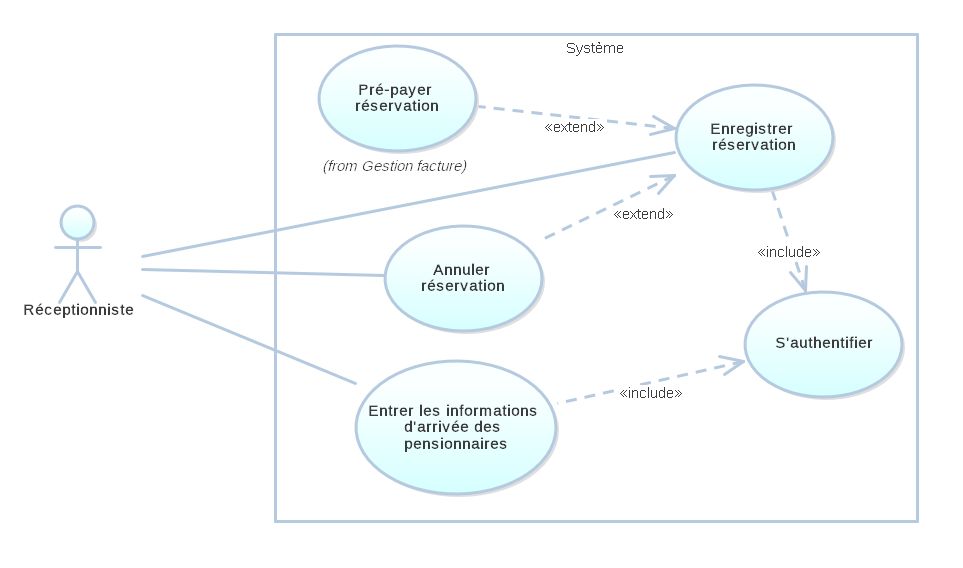 Système
Pré-payer
réservation
«extend»
Enregistrer
réservation
(from Gestion facture)
«extend»
Annuler
réservation
«include»
Réceptionniste
S'authentifier
«include»
Entrer les informations
d'arrivée des
pensionnaires